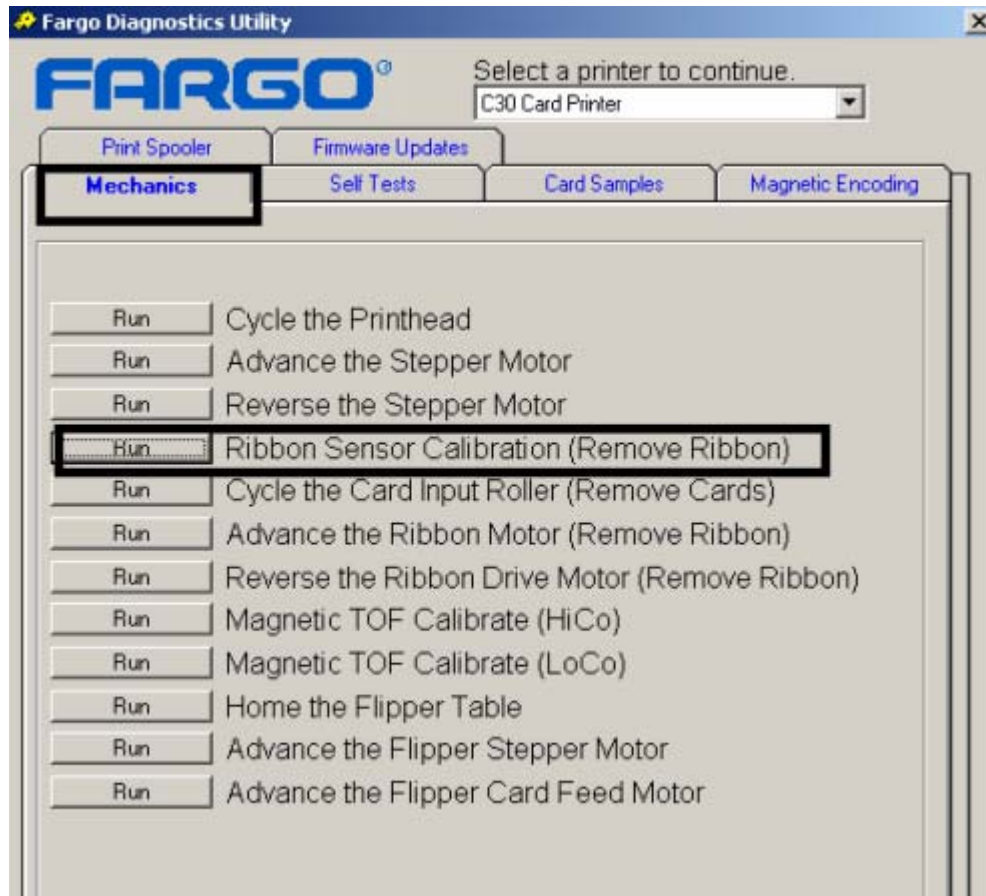 Fargo Diagnostics Utility
FARGO®
Select a printer to continue.
C30 Card Printer
Print Spooler
Firmware Updates
Mechanics
Self Tests
Card Samples
Magnetic Encoding
Run Cycle the Printhead
Run Advance the Stepper Motor
Run Reverse the Stepper Motor
Run Ribbon Sensor Calibration (Remove Ribbon)
Run Cycle the Card Input Roller (Remove Cards)
Run Advance the Ribbon Motor (Remove Ribbon)
Run Reverse the Ribbon Drive Motor (Remove Ribbon)
Run Magnetic TOF Calibrate (HiCo)
Run Magnetic TOF Calibrate (LoCo)
Run Home the Flipper Table
Run Advance the Flipper Stepper Motor
Run Advance the Flipper Card Feed Motor